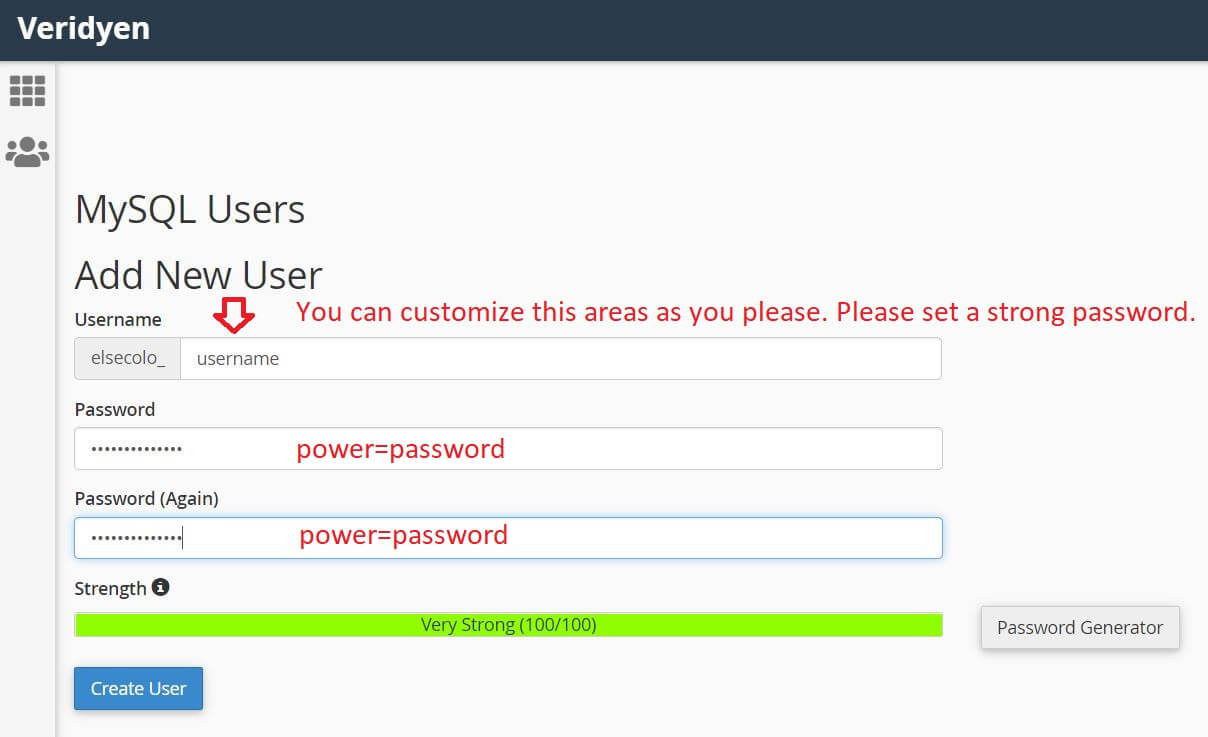 Veridyen
MySQL Users
Add New User
You can customize this areas as you please. Please set a strong password.
Username
elsecolo_ username
Password
•••••••••••••• power=password
Password (Again)
•••••••••••••• power=password
Strength
Very Strong (100/100)
Password Generator
Create User